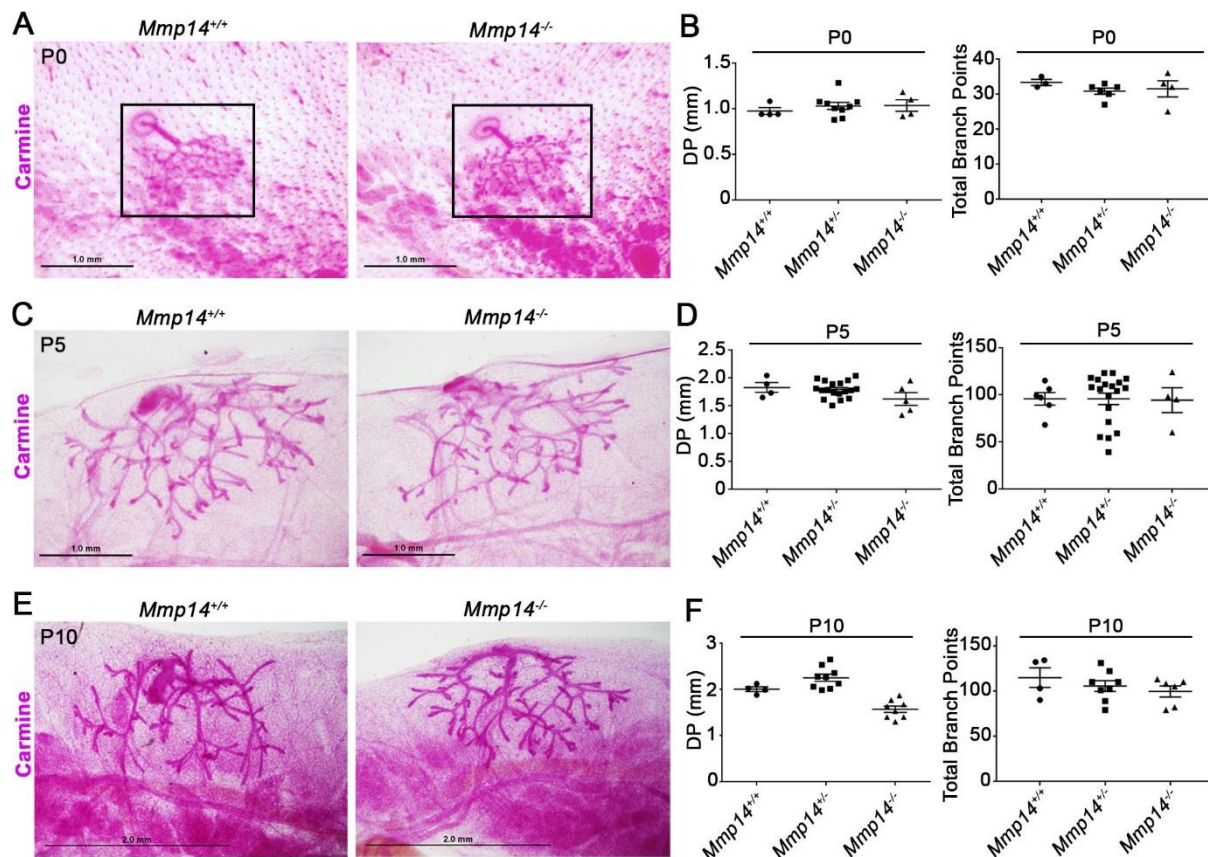 A
Mmp14+/+
Mmp14-/-
P0
Carmine
1.0 mm
1.0 mm
B
P0
DP (mm)
1.5
1.0
0.5
0
Mmp14+/+
Mmp14+/-
Mmp14-/-
P0
Total Branch Points
40
30
20
10
0
Mmp14+/+
Mmp14+/-
Mmp14-/-
C
Mmp14+/+
Mmp14-/-
P5
Carmine
1.0 mm
1.0 mm
D
P5
DP (mm)
2.5
2.0
1.5
1.0
0.5
0
Mmp14+/+
Mmp14+/-
Mmp14-/-
P5
Total Branch Points
150
100
50
0
Mmp14+/+
Mmp14+/-
Mmp14-/-
E
Mmp14+/+
Mmp14-/-
P10
Carmine
2.0 mm
2.0 mm
F
P10
DP (mm)
3
2
1
0
Mmp14+/+
Mmp14+/-
Mmp14-/-
P10
Total Branch Points
150
100
50
0
Mmp14+/+
Mmp14+/-
Mmp14-/-